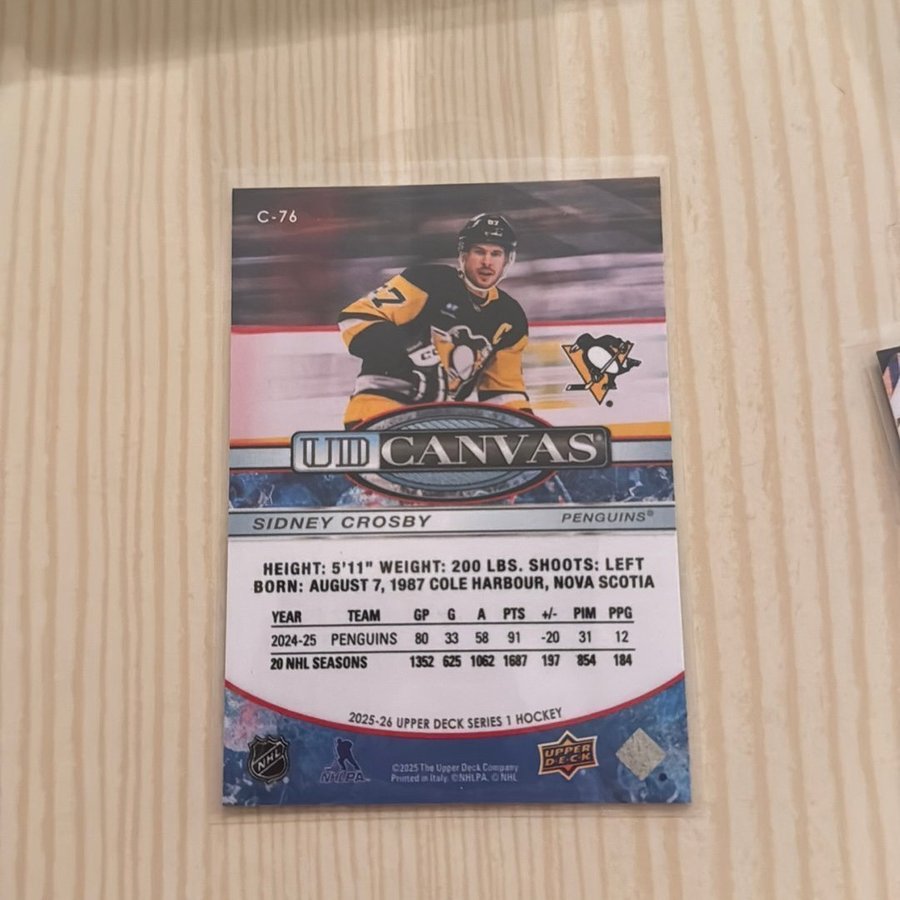 C-76
87
87
C
UD CANVAS®
SIDNEY CROSBY PENGUINS®
HEIGHT: 5'11" WEIGHT: 200 LBS. SHOOTS: LEFT
BORN: AUGUST 7, 1987 COLE HARBOUR, NOVA SCOTIA
YEAR TEAM GP G A PTS +/- PIM PPG
2024-25 PENGUINS 80 33 58 91 -20 31 12
20 NHL SEASONS 1352 625 1062 1687 197 854 184
2025-26 UPPER DECK SERIES 1 HOCKEY
NHL
NHLPA
©2025 The Upper Deck Company
Printed in Italy. ©NHLPA. © NHL
UPPER
DECK